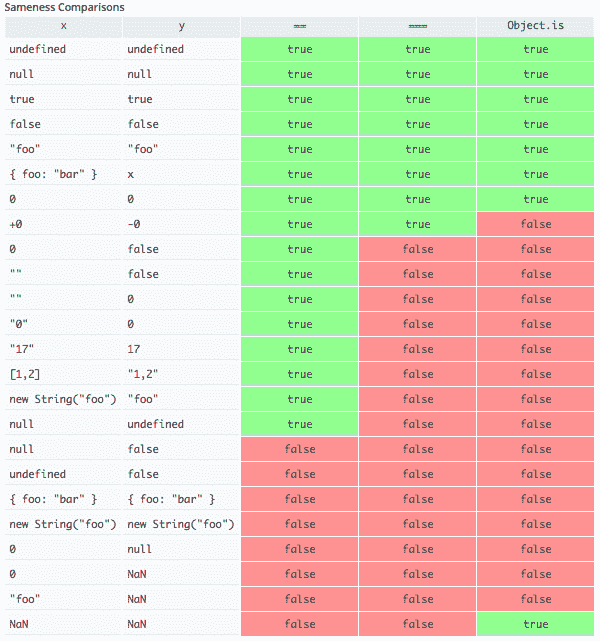 Sameness Comparisons
x y == === Object.is
undefined undefined true true true
null null true true true
true true true true true
false false true true true
"foo" "foo" true true true
{ foo: "bar" } x true true true
0 0 true true true
+0 -0 true true false
0 false true false false
"" false true false false
"" 0 true false false
"0" 0 true false false
"17" 17 true false false
[1,2] "1,2" true false false
new String("foo") "foo" true false false
null undefined true false false
null false false false false
undefined false false false false
{ foo: "bar" } { foo: "bar" } false false false
new String("foo") new String("foo") false false false
0 null false false false
0 NaN false false false
"foo" NaN false false false
NaN NaN false false true